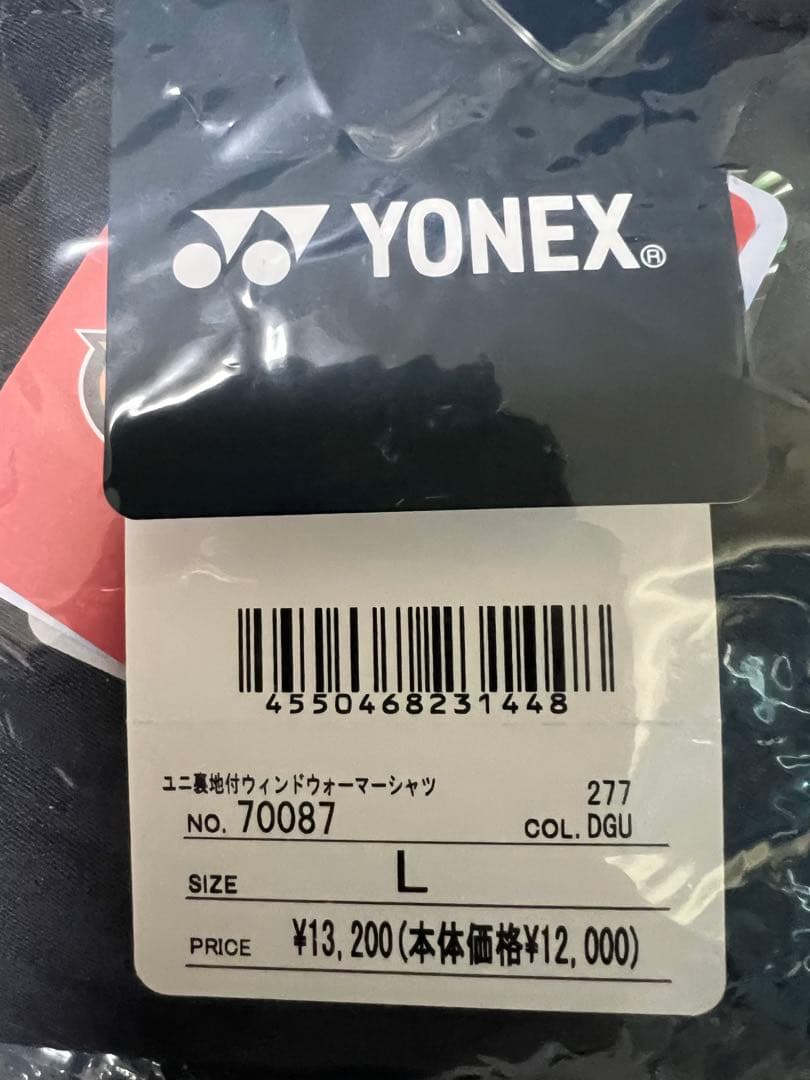 YONEX®
4550468231448
ユニ裏地付ウィンドウォーマーシャツ 277
NO. 70087 COL. DGU
SIZE L
PRICE ¥13,200(本体価格¥12,000)